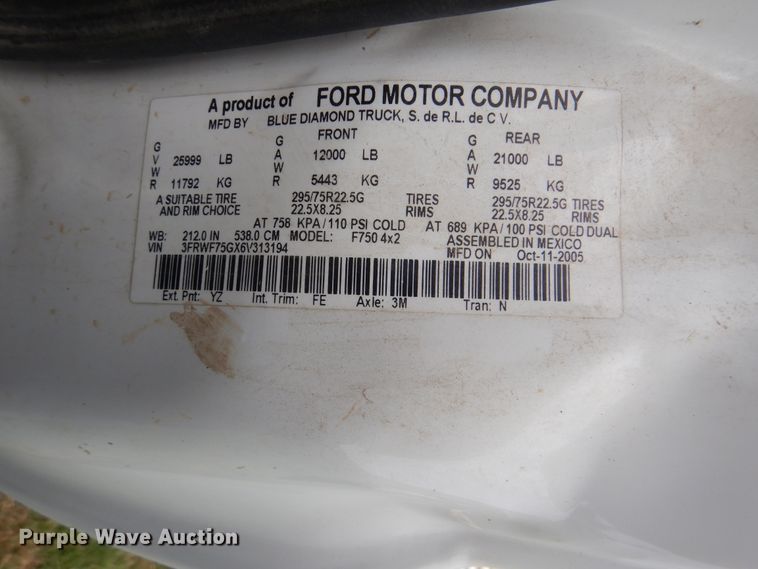 A product of FORD MOTOR COMPANY
MFD BY BLUE DIAMOND TRUCK, S. de R.L. de C V.
GVWR 25999 LB 11792 KG
FRONT GAWR 12000 LB 5443 KG
REAR GAWR 21000 LB 9525 KG
A SUITABLE TIRE 295/75R22.5G TIRES 295/75R22.5G TIRES
AND RIM CHOICE 22.5X8.25 RIMS 22.5X8.25 RIMS
AT 758 KPA/110 PSI COLD AT 689 KPA/100 PSI COLD DUAL
WB: 212.0 IN 538.0 CM MODEL: F750 4x2 ASSEMBLED IN MEXICO
VIN 3FRWF75GX6V313194 MFD ON Oct-11-2005
Ext. Pnt: YZ Int. Trim: FE Axle: 3M Tran: N
Purple Wave Auction